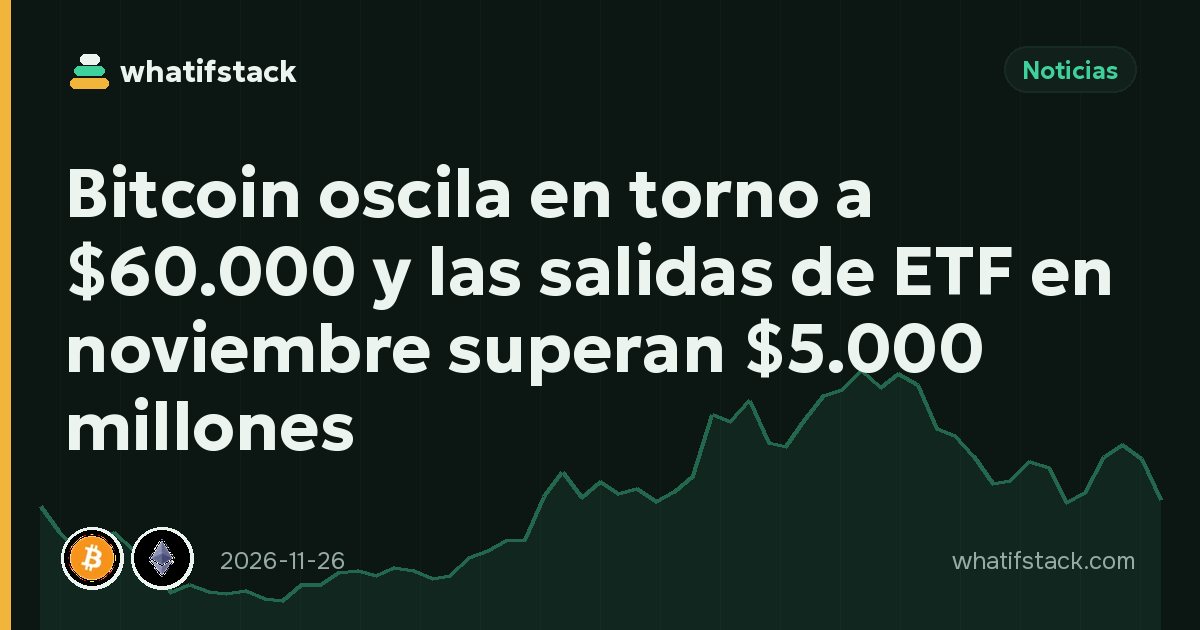 whatifstack
Noticias
Bitcoin oscila en torno a
$60.000 y las salidas de ETF en
noviembre superan $5.000
millones
2026-11-26
whatifstack.com